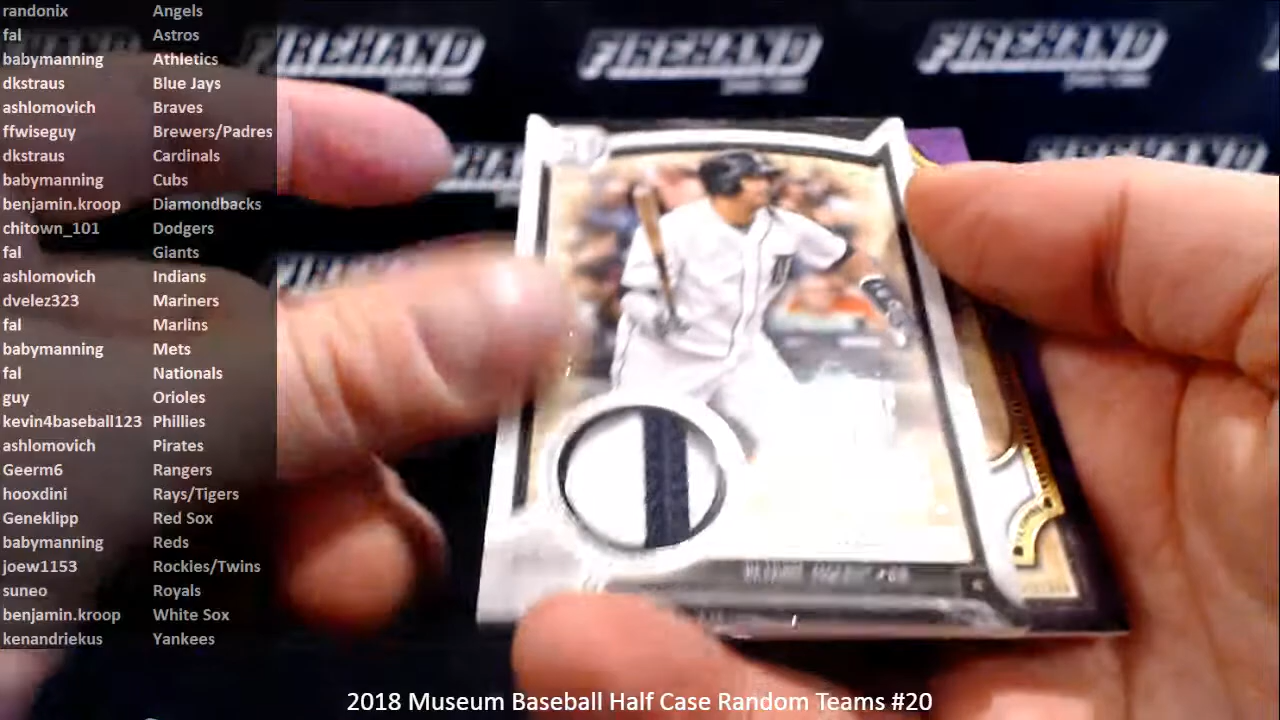 randonix Angels
fal Astros
babymanning Athletics
dkstraus Blue Jays
ashlomovich Braves
ffwiseguy Brewers/Padres
dkstraus Cardinals
babymanning Cubs
benjamin.kroop Diamondbacks
chitown_101 Dodgers
fal Giants
ashlomovich Indians
dvelez323 Mariners
fal Marlins
babymanning Mets
fal Nationals
guy Orioles
kevin4baseball123 Phillies
ashlomovich Pirates
Geerm6 Rangers
hooxdini Rays/Tigers
Geneklipp Red Sox
babymanning Reds
joew1153 Rockies/Twins
suneo Royals
benjamin.kroop White Sox
kenandriekus Yankees
FIREHAND
FIREHAND
FIREHAND
2018 Museum Baseball Half Case Random Teams #20